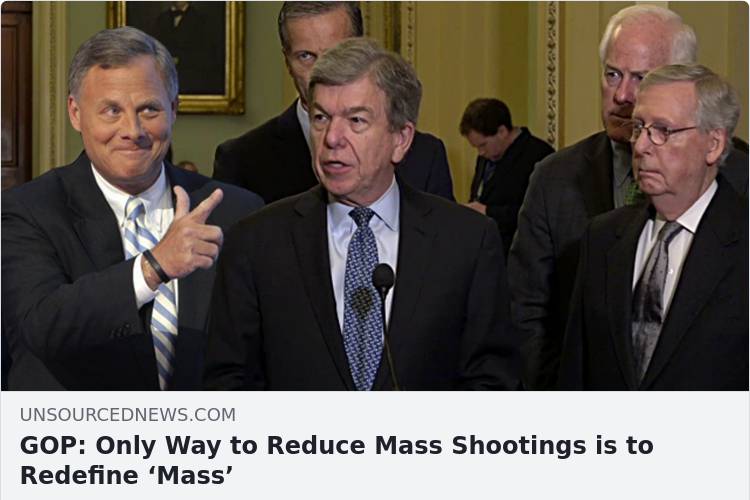 UNSOURCEDNEWS.COM
GOP: Only Way to Reduce Mass Shootings is to
Redefine ‘Mass’